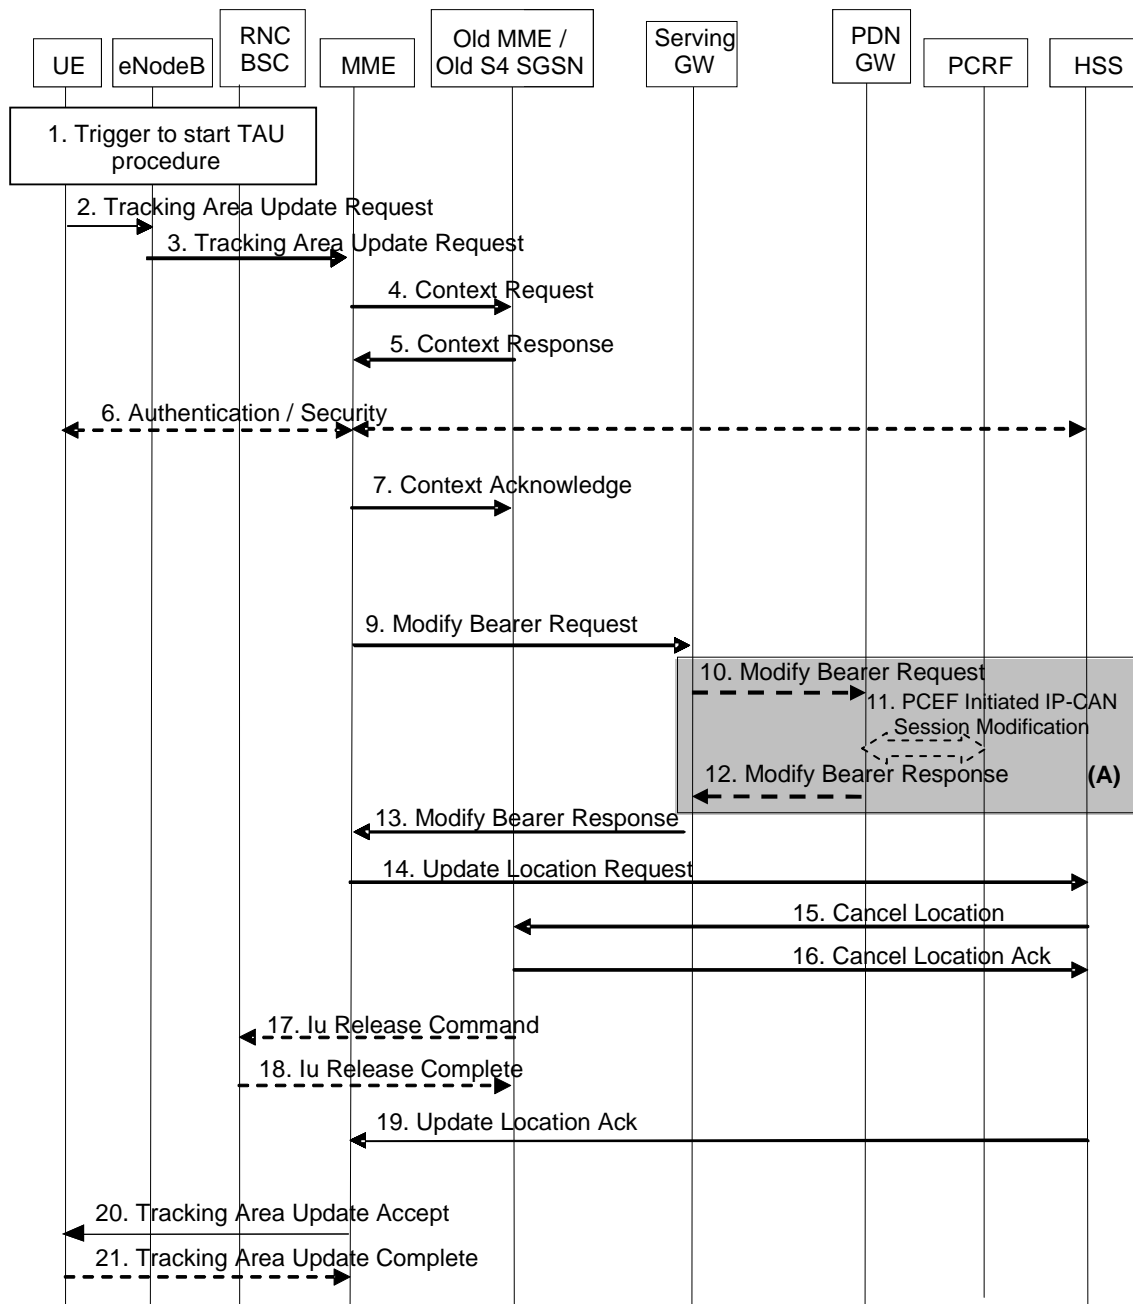 UE
eNodeB
RNC
BSC
MME
Old MME /
Old S4 SGSN
Serving
GW
PDN
GW
PCRF
HSS
1. Trigger to start TAU
procedure
2. Tracking Area Update Request
3. Tracking Area Update Request
4. Context Request
5. Context Response
6. Authentication / Security
7. Context Acknowledge
9. Modify Bearer Request
10. Modify Bearer Request
11. PCEF Initiated IP-CAN
Session Modification
12. Modify Bearer Response
(A)
13. Modify Bearer Response
14. Update Location Request
15. Cancel Location
16. Cancel Location Ack
17. Iu Release Command
18. Iu Release Complete
19. Update Location Ack
20. Tracking Area Update Accept
21. Tracking Area Update Complete